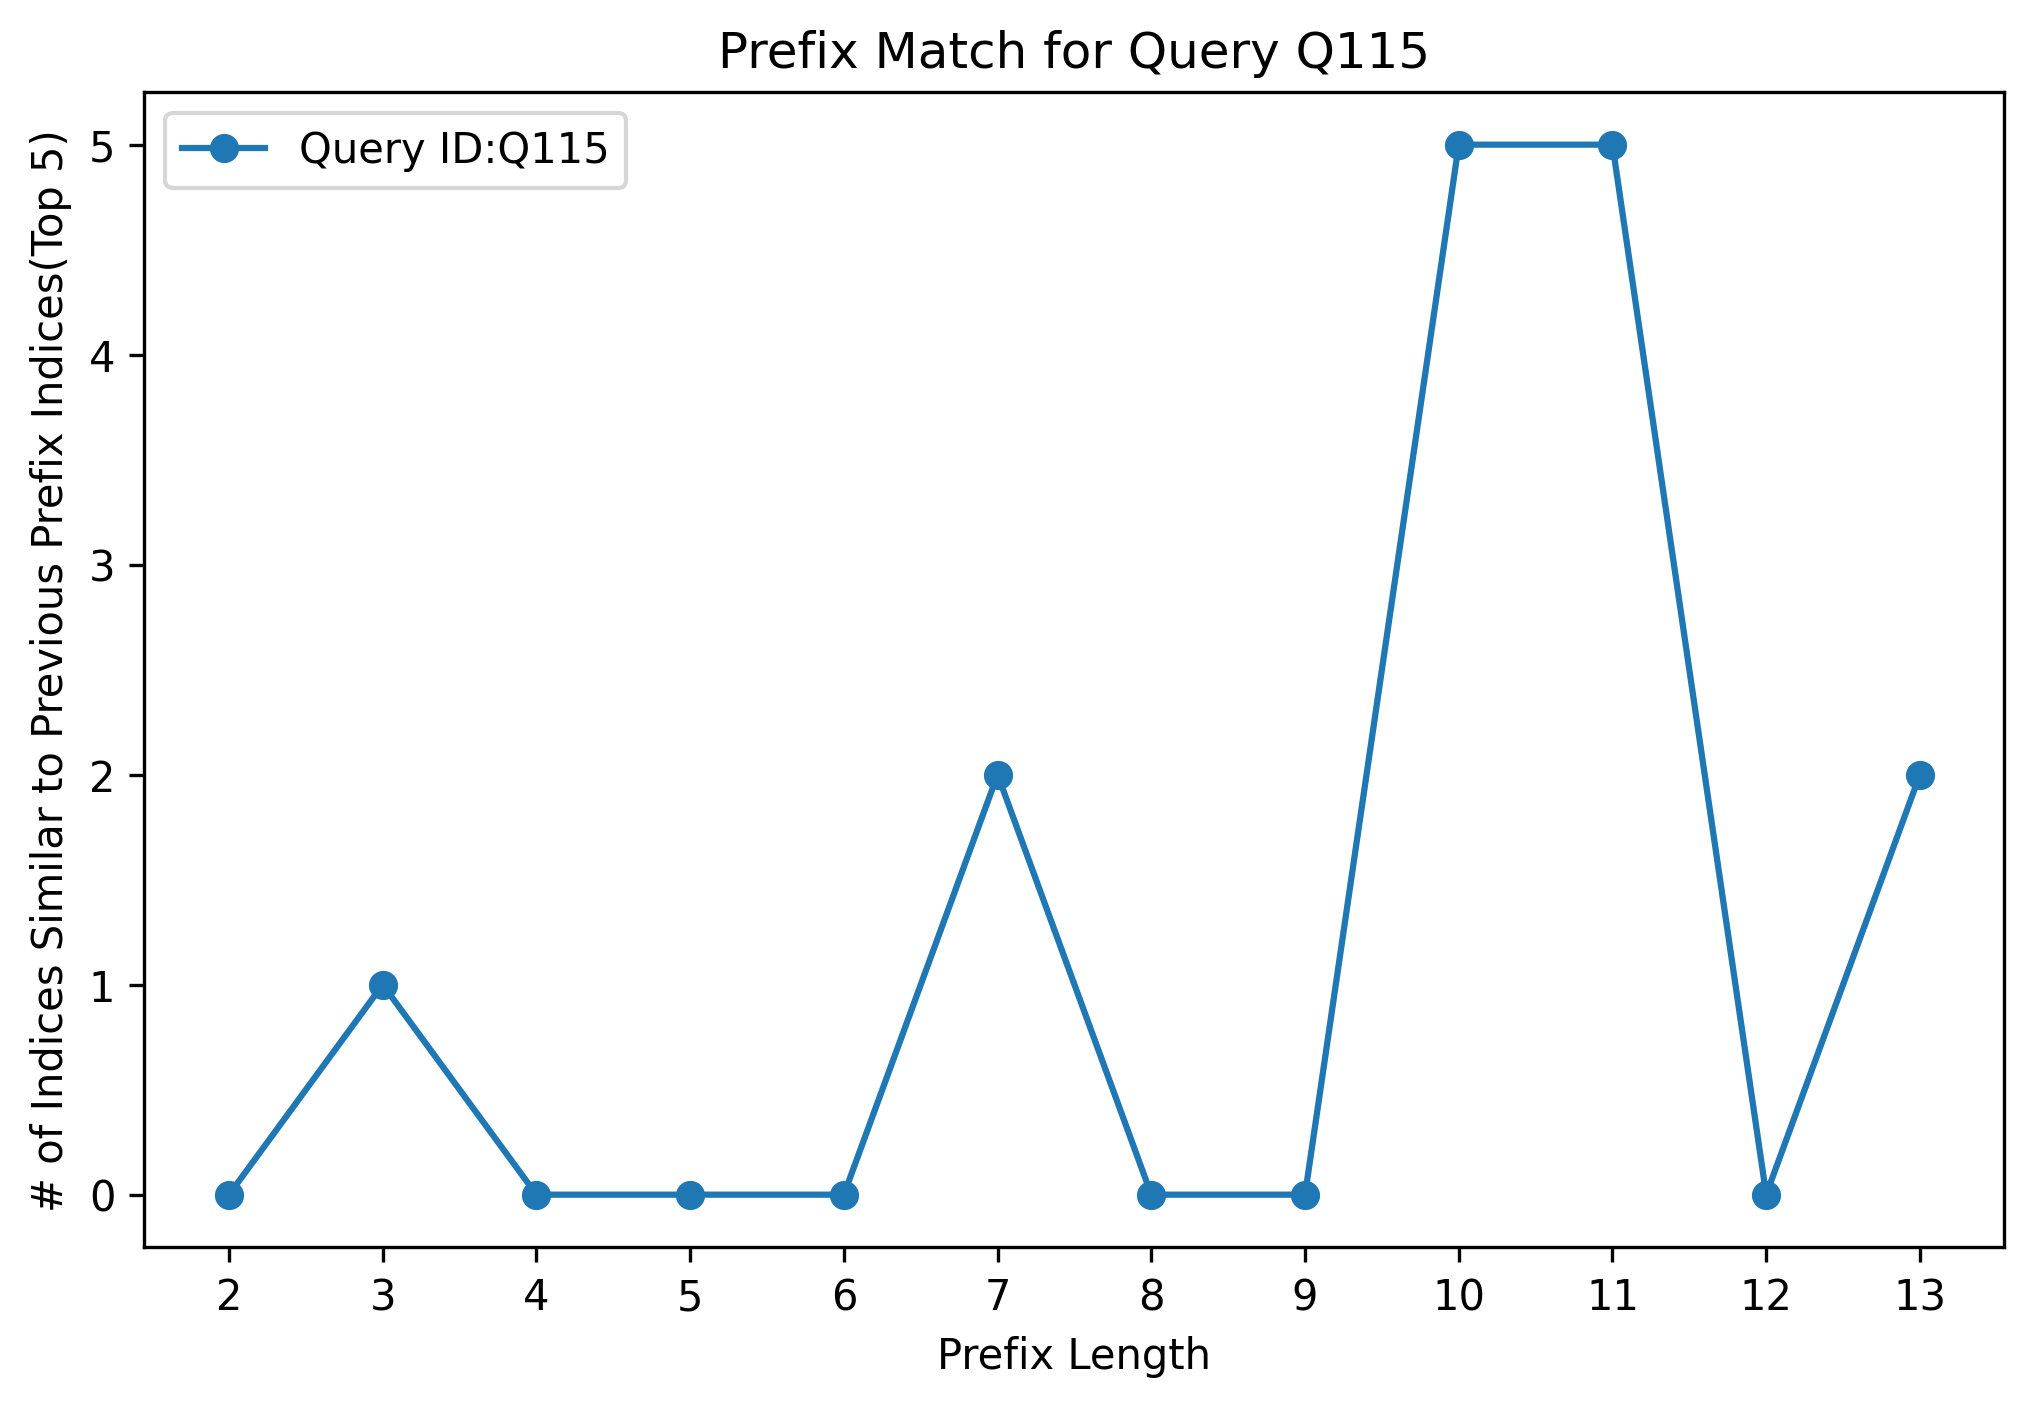 Prefix Match for Query Q115
Query ID:Q115
# of Indices Similar to Previous Prefix Indices(Top 5)
5
4
3
2
1
0
2 3 4 5 6 7 8 9 10 11 12 13
Prefix Length